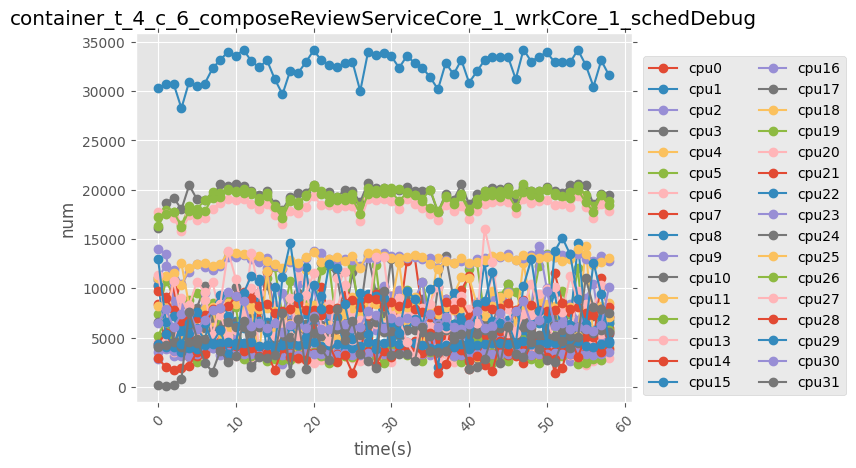 container_t_4_c_6_composeReviewServiceCore_1_wrkCore_1_schedDebug
num
35000
30000
25000
20000
15000
10000
5000
0
0
10
20
30
40
50
60
time(s)
cpu0
cpu1
cpu2
cpu3
cpu4
cpu5
cpu6
cpu7
cpu8
cpu9
cpu10
cpu11
cpu12
cpu13
cpu14
cpu15
cpu16
cpu17
cpu18
cpu19
cpu20
cpu21
cpu22
cpu23
cpu24
cpu25
cpu26
cpu27
cpu28
cpu29
cpu30
cpu31